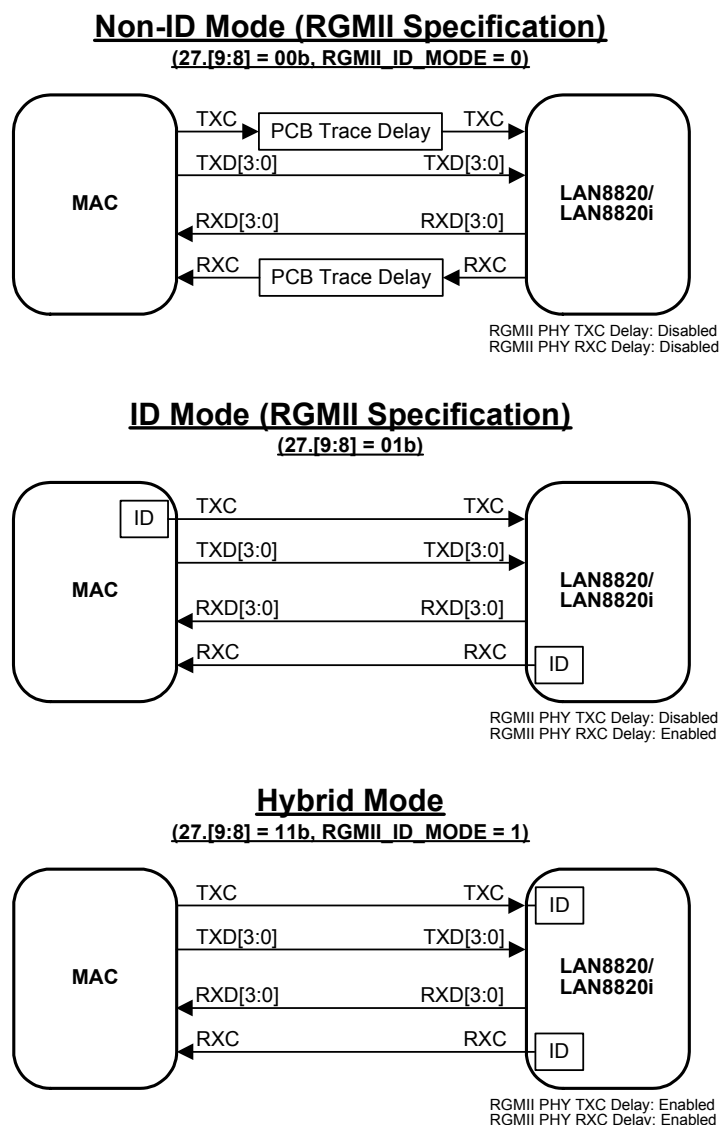 Non-ID Mode (RGMII Specification)
(27.[9:8] = 00b, RGMII_ID_MODE = 0)
TXC
PCB Trace Delay
TXC
TXD[3:0]
TXD[3:0]
MAC
LAN8820/
LAN8820i
RXD[3:0]
RXD[3:0]
RXC
PCB Trace Delay
RXC
RGMII PHY TXC Delay: Disabled
RGMII PHY RXC Delay: Disabled
ID Mode (RGMII Specification)
(27.[9:8] = 01b)
ID
TXC
TXC
TXD[3:0]
TXD[3:0]
MAC
LAN8820/
LAN8820i
RXD[3:0]
RXD[3:0]
RXC
RXC
ID
RGMII PHY TXC Delay: Disabled
RGMII PHY RXC Delay: Enabled
Hybrid Mode
(27.[9:8] = 11b, RGMII_ID_MODE = 1)
TXC
TXC
ID
TXD[3:0]
TXD[3:0]
MAC
LAN8820/
LAN8820i
RXD[3:0]
RXD[3:0]
RXC
RXC
ID
RGMII PHY TXC Delay: Enabled
RGMII PHY RXC Delay: Enabled